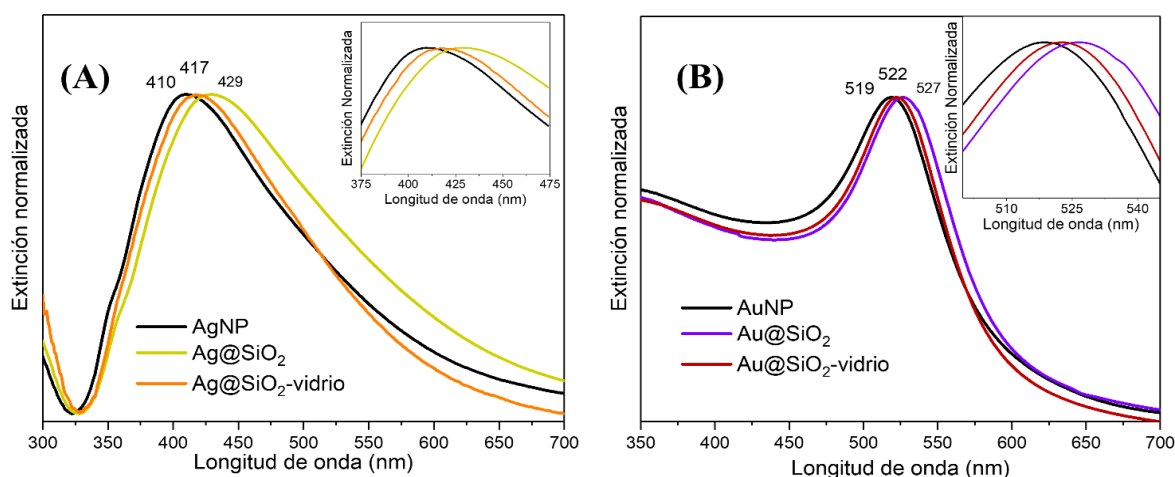 (A)
410
417
429
Extinción normalizada
AgNP
Ag@SiO₂
Ag@SiO₂-vidrio
300 350 400 450 500 550 600 650 700
Longitud de onda (nm)
Extinción Normalizada
375 400 425 450 475
Longitud de onda (nm)
(B)
519
522
527
Extinción normalizada
AuNP
Au@SiO₂
Au@SiO₂-vidrio
350 400 450 500 550 600 650 700
Longitud de onda (nm)
Extinción Normalizada
510 525 540
Longitud de onda (nm)